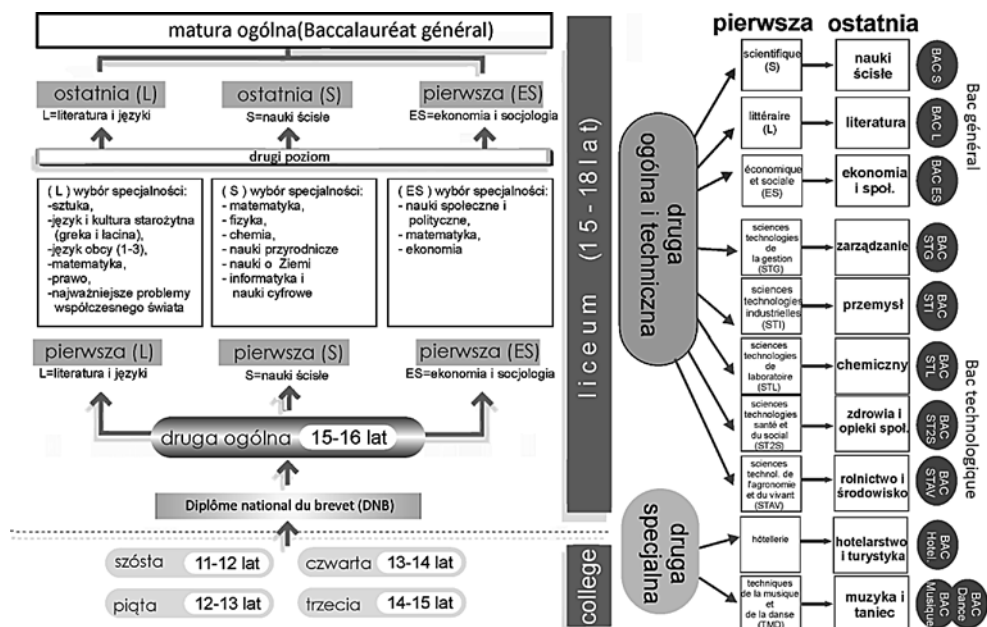 matura ogólna(Baccalauréat général)
ostatnia (L)
L=literatura i języki
ostatnia (S)
S=nauki ścisłe
pierwsza (ES)
ES=ekonomia i socjologia
drugi poziom
( L ) wybór specjalności:
-sztuka,
-język i kultura starożytna
(greka i łacina),
-język obcy (1-3),
-matematyka,
-prawo,
-najważniejsze problemy
współczesnego świata
( S ) wybór specjalności:
- matematyka,
- fizyka,
- chemia,
- nauki przyrodnicze
- nauki o Ziemi
- informatyka i
nauki cyfrowe
( ES ) wybór specjalności:
- nauki społeczne i
polityczne,
- matematyka,
- ekonomia
pierwsza (L)
L=literatura i języki
pierwsza (S)
S=nauki ścisłe
pierwsza (ES)
ES=ekonomia i socjologia
druga ogólna 15-16 lat
Diplôme national du brevet (DNB)
szósta 11-12 lat
czwarta 13-14 lat
piąta 12-13 lat
trzecia 14-15 lat
liceum (15-18lat)
college
pierwsza ostatnia
druga
ogólna i techniczna
scientifique
(S)
nauki
ścisłe
BAC S
littéraire
(L)
literatura
BAC L
économique
et sociale
(ES)
ekonomia
i społ.
BAC ES
Bac général
sciences
technologies
de
la gestion
(STG)
zarządzanie
BAC
STG
sciences
technologies
industrielles
(STI)
przemysł
BAC
STI
sciences
technologies
de
laboratoire
(STL)
chemiczny
BAC
STL
sciences
technologies
santé et
du social
(ST2S)
zdrowia i
opieki społ.
BAC
ST2S
sciences
technol. de
l'agronomie
et du vivant
(STAV)
rolnictwo i
środowisko
BAC
STAV
Bac technologique
druga
specjalna
hôtellerie
hotelarstwo
i turystyka
BAC
Hotel.
techniques
de la musique
et
de la danse
(TMD)
muzyka i
taniec
BAC
Musique
BAC
Dance